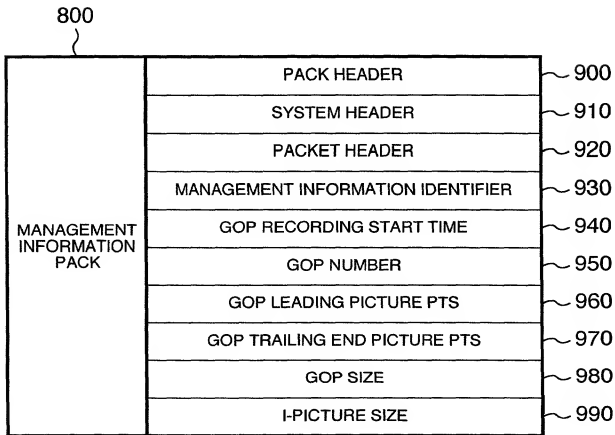 800
PACK HEADER 900
SYSTEM HEADER 910
PACKET HEADER 920
MANAGEMENT INFORMATION IDENTIFIER 930
MANAGEMENT INFORMATION PACK
GOP RECORDING START TIME 940
GOP NUMBER 950
GOP LEADING PICTURE PTS 960
GOP TRAILING END PICTURE PTS 970
GOP SIZE 980
I-PICTURE SIZE 990